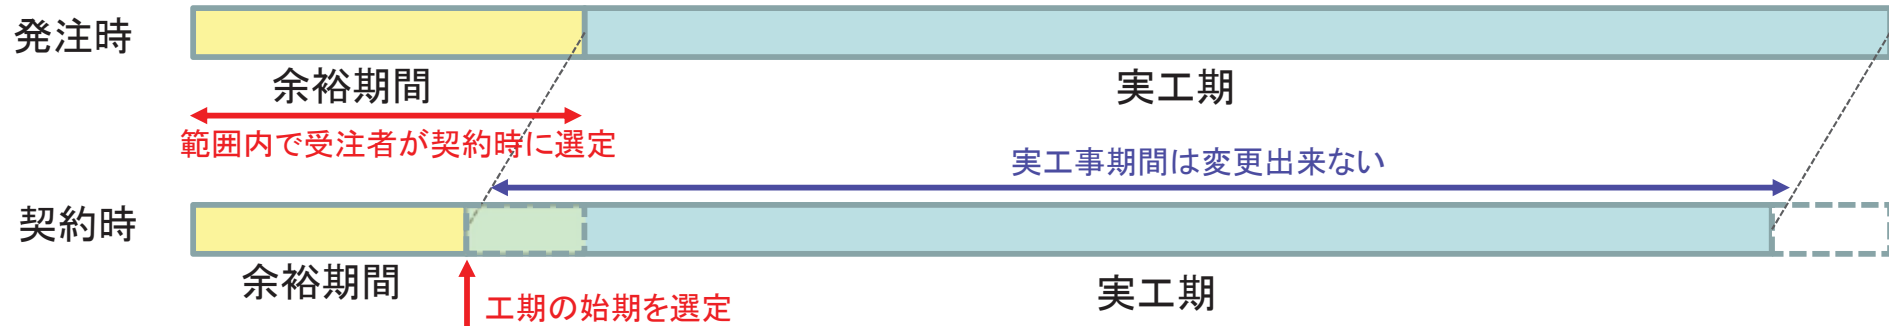 発注時
余裕期間
実工期
範囲内で受注者が契約時に選定
実工事期間は変更出来ない
契約時
余裕期間
実工期
工期の始期を選定